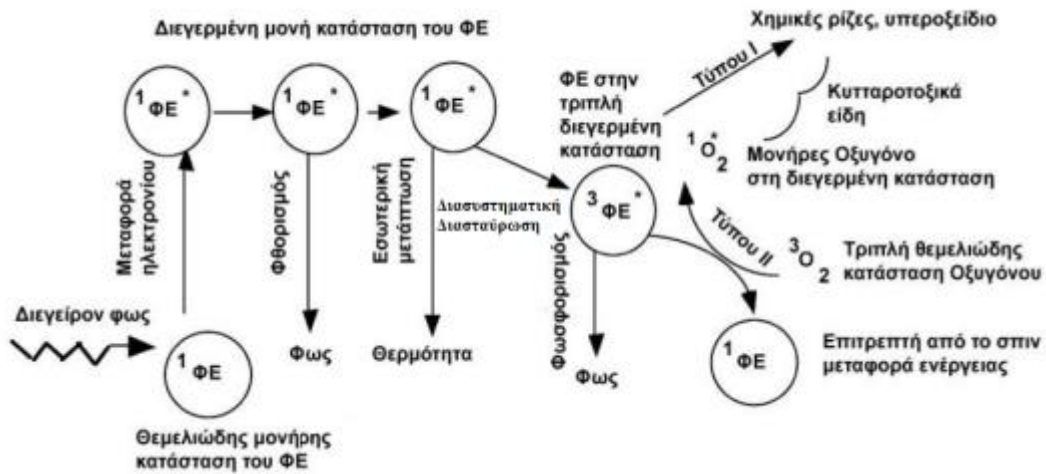 Διεγερμένη μονή κατάσταση του ΦΕ
Χημικές ρίζες, υπεροξείδιο
Τύπου Ι
ΦΕ στην
τριπλή
διεγερμένη
κατάσταση
Κυτταροτοξικά
είδη
¹ΦΕ*
¹ΦΕ*
¹ΦΕ*
¹O₂*
Μονήρες Οξυγόνο
στη διεγερμένη κατάσταση
Μεταφορά
ηλεκτρονίου
Φθορισμός
Εσωτερική
μετάπτωση
Διασυστηματική
Διασταύρωση
³ΦΕ*
Τύπου ΙΙ
³O₂
Τριπλή θεμελιώδης
κατάσταση Οξυγόνου
Φωσφορισμός
Διεγείρον φως
¹ΦΕ
Φως
Θερμότητα
Φως
¹ΦΕ
Επιτρεπτή από το σπιν
μεταφορά ενέργειας
Θεμελιώδης μονήρης
κατάσταση του ΦΕ